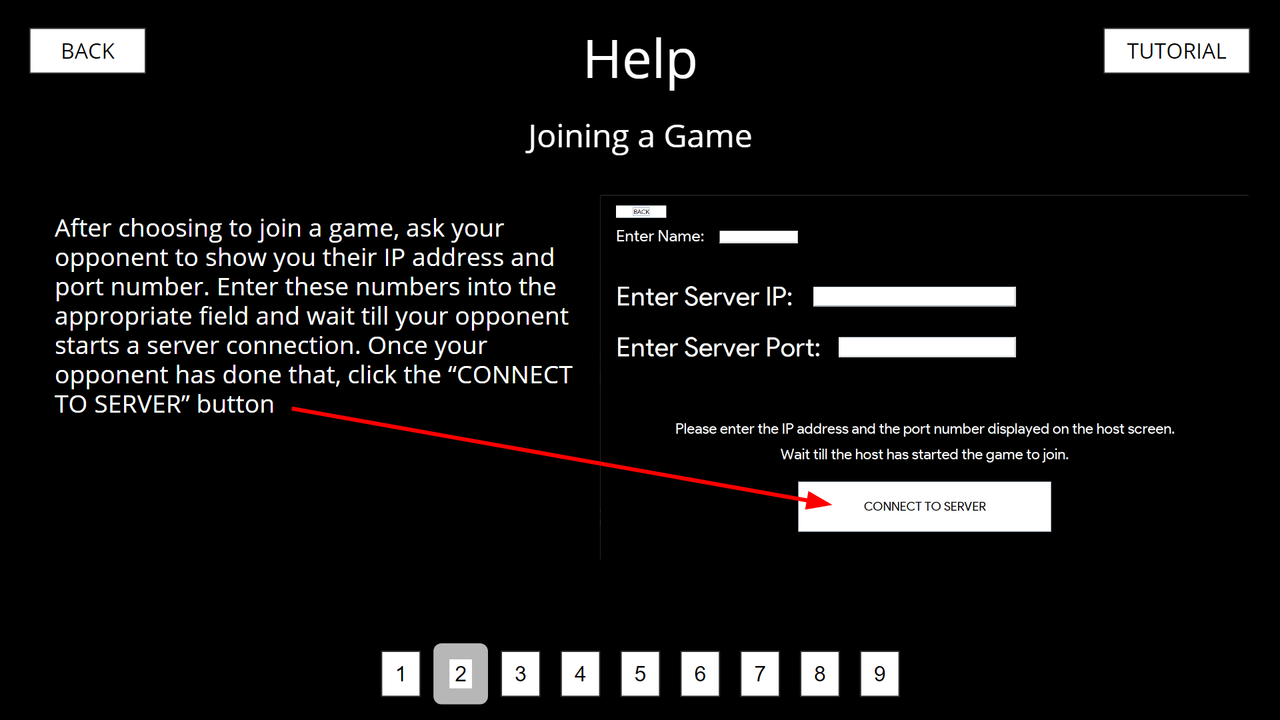 BACK
Help
TUTORIAL
Joining a Game
After choosing to join a game, ask your
opponent to show you their IP address and
port number. Enter these numbers into the
appropriate field and wait till your opponent
starts a server connection. Once your
opponent has done that, click the “CONNECT
TO SERVER” button
BACK
Enter Name:
Enter Server IP:
Enter Server Port:
Please enter the IP address and the port number displayed on the host screen.
Wait till the host has started the game to join.
CONNECT TO SERVER
1 2 3 4 5 6 7 8 9